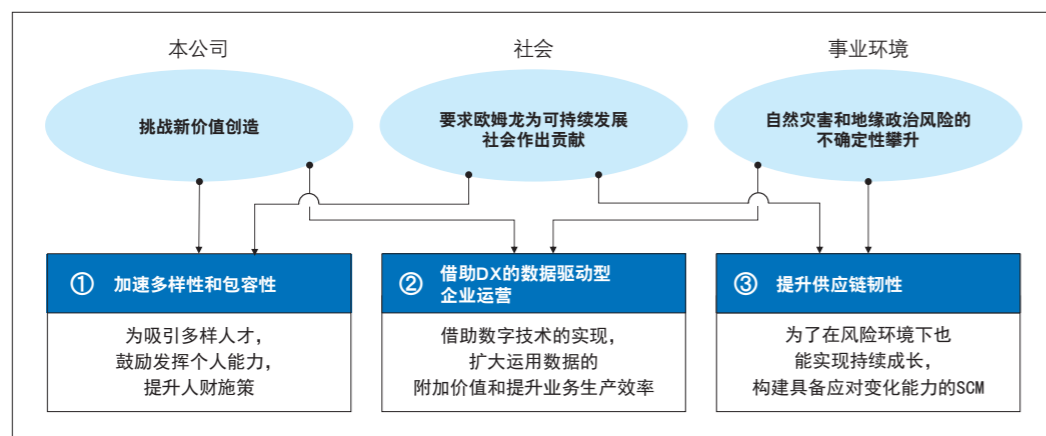 本公司
社会
事业环境
挑战新价值创造
要求欧姆龙为可持续发展
社会作出贡献
自然灾害和地缘政治风险的
不确定性攀升
① 加速多样性和包容性
为吸引多样人才，
鼓励发挥个人能力，
提升人财施策
② 借助DX的数据驱动型
企业运营
借助数字技术的实现，
扩大运用数据的
附加价值和提升业务生产效率
③ 提升供应链韧性
为了在风险环境下也
能实现持续成长，
构建具备应对变化能力的SCM